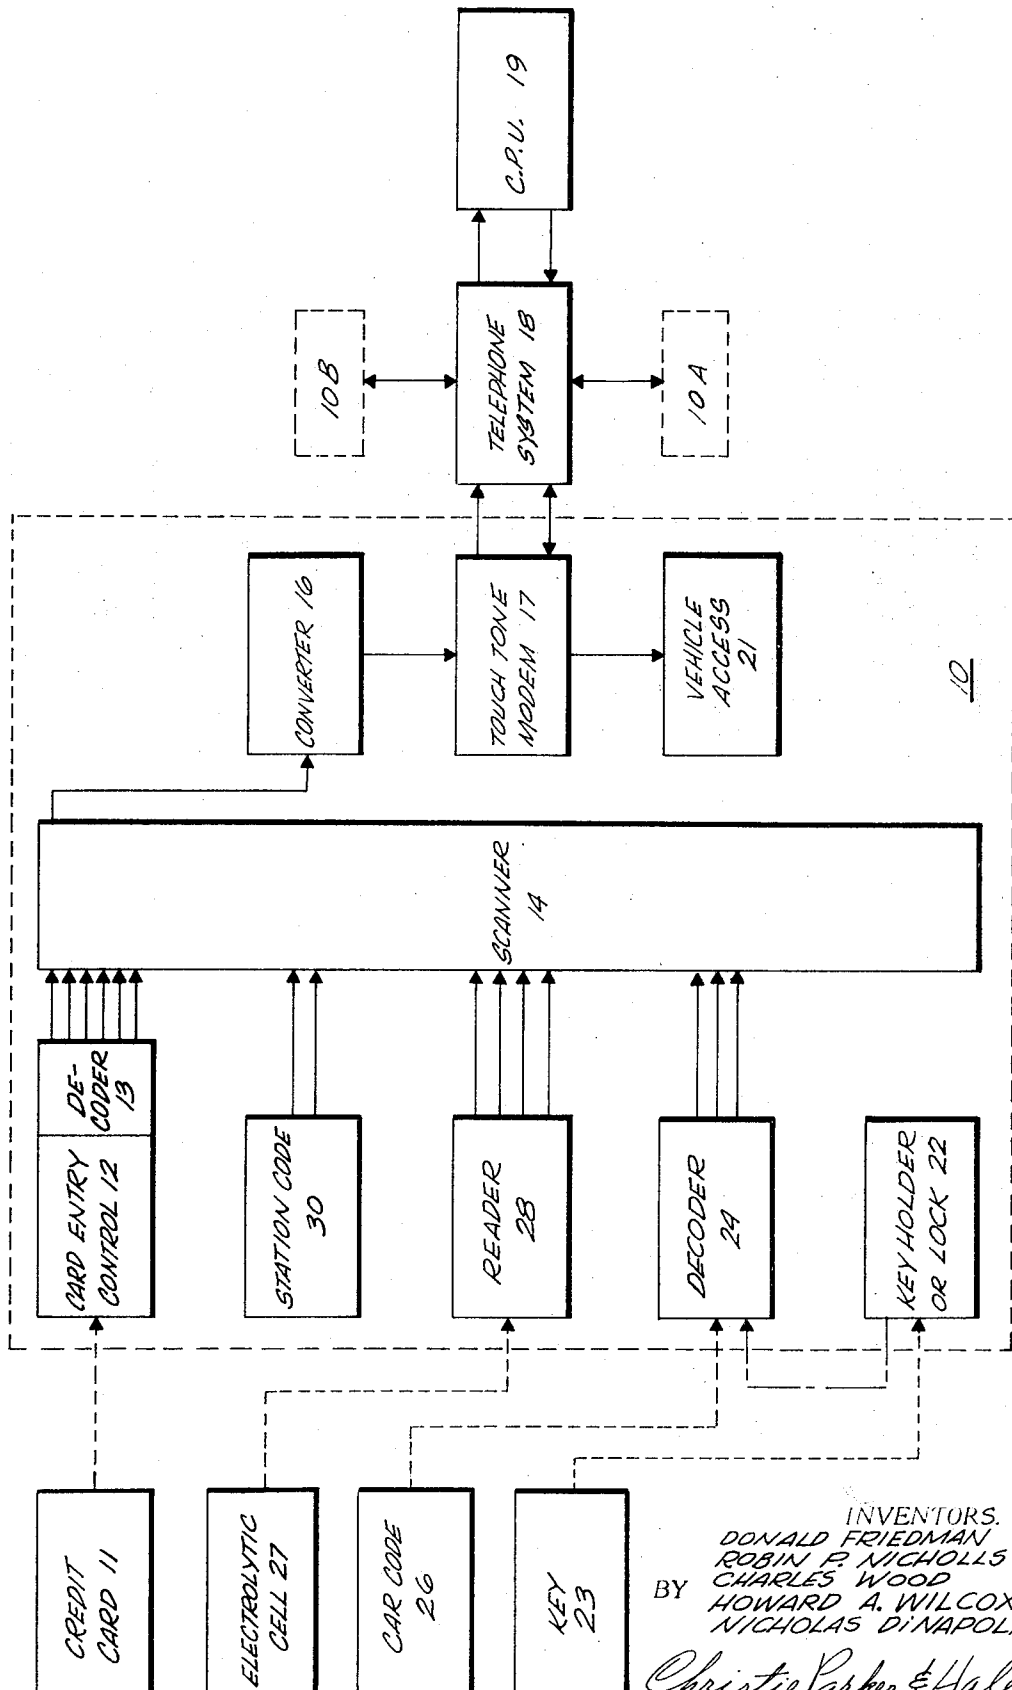 CREDIT
CARD 11
ELECTROLYTIC
CELL 27
CAR CODE
26
KEY
23
CARD ENTRY
CONTROL 12
DE-
CODER
13
STATION CODE
30
READER
28
DECODER
24
KEY HOLDER
OR LOCK 22
SCANNER
14
CONVERTER 16
TOUCH TONE
MODEM 17
VEHICLE
ACCESS
21
10
10B
TELEPHONE
SYSTEM 18
10A
C.P.U. 19
INVENTORS.
DONALD FRIEDMAN
ROBIN P. NICHOLLS
BY CHARLES WOOD
HOWARD A. WILCOX
NICHOLAS DiNAPOLI
Christie Parker & Hale